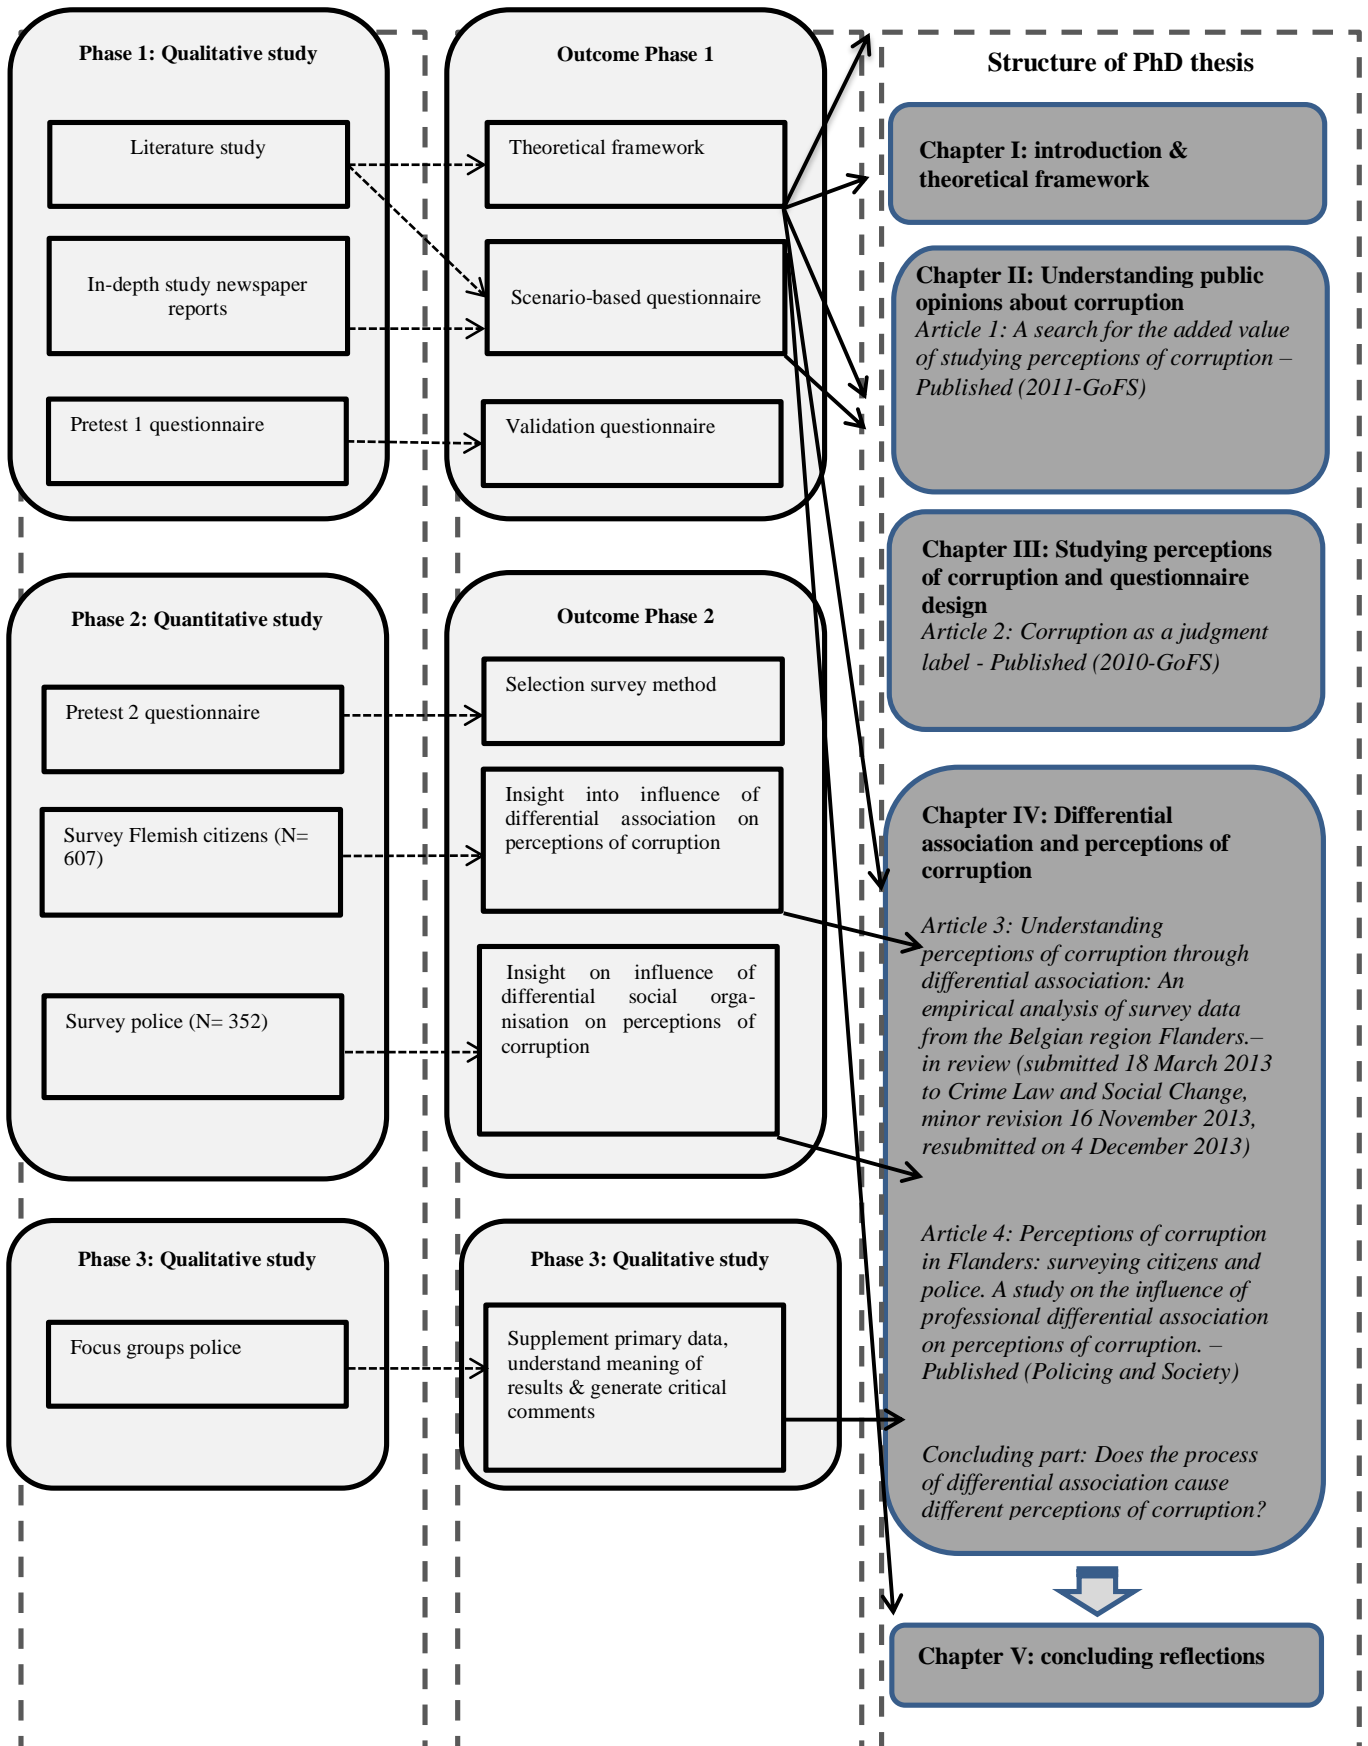 Phase 1: Qualitative study
Literature study
In-depth study newspaper
reports
Pretest 1 questionnaire
Outcome Phase 1
Theoretical framework
Scenario-based questionnaire
Validation questionnaire
Phase 2: Quantitative study
Pretest 2 questionnaire
Survey Flemish citizens (N=
607)
Survey police (N= 352)
Outcome Phase 2
Selection survey method
Insight into influence of
differential association on
perceptions of corruption
Insight on influence of
differential social orga-
nisation on perceptions of
corruption
Phase 3: Qualitative study
Focus groups police
Phase 3: Qualitative study
Supplement primary data,
understand meaning of
results & generate critical
comments
Structure of PhD thesis
Chapter I: introduction &
theoretical framework
Chapter II: Understanding public
opinions about corruption
Article 1: A search for the added value
of studying perceptions of corruption –
Published (2011-GoFS)
Chapter III: Studying perceptions
of corruption and questionnaire
design
Article 2: Corruption as a judgment
label - Published (2010-GoFS)
Chapter IV: Differential
association and perceptions of
corruption
Article 3: Understanding
perceptions of corruption through
differential association: An
empirical analysis of survey data
from the Belgian region Flanders.–
in review (submitted 18 March 2013
to Crime Law and Social Change,
minor revision 16 November 2013,
resubmitted on 4 December 2013)
Article 4: Perceptions of corruption
in Flanders: surveying citizens and
police. A study on the influence of
professional differential association
on perceptions of corruption. –
Published (Policing and Society)
Concluding part: Does the process
of differential association cause
different perceptions of corruption?
Chapter V: concluding reflections